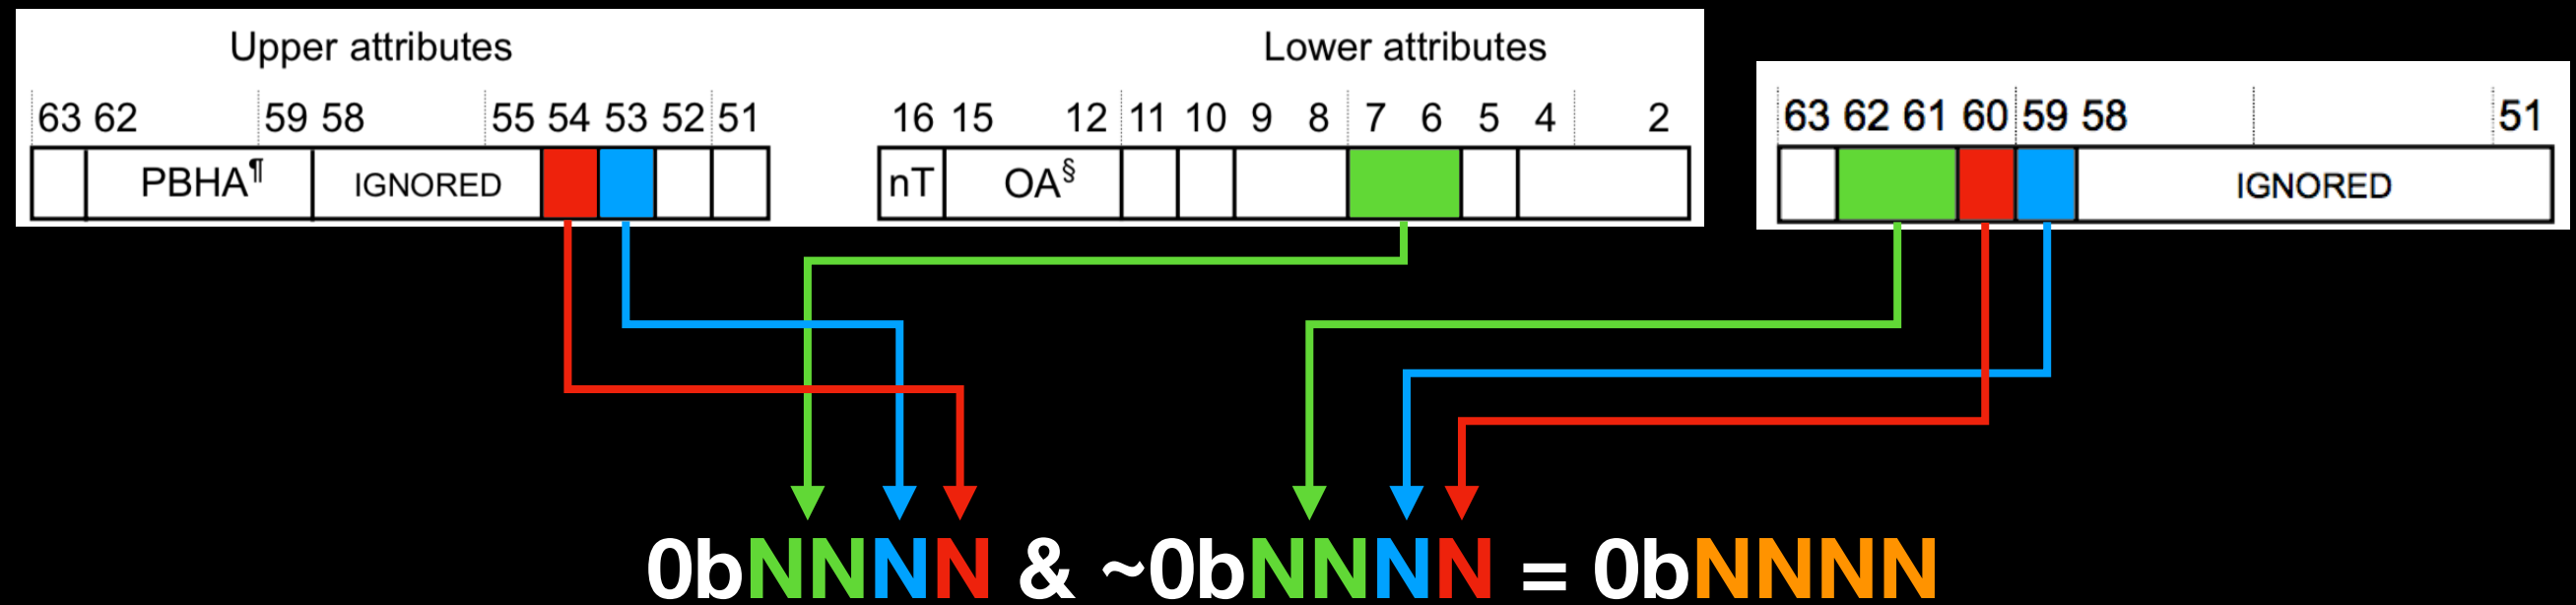 Upper attributes Lower attributes
63 62 59 58 55 54 53 52 51 16 15 12 11 10 9 8 7 6 5 4 2 63 62 61 60 59 58 51
PBHA¶ IGNORED nT OA§ IGNORED
0bNNNN & ~0bNNNN = 0bNNNN